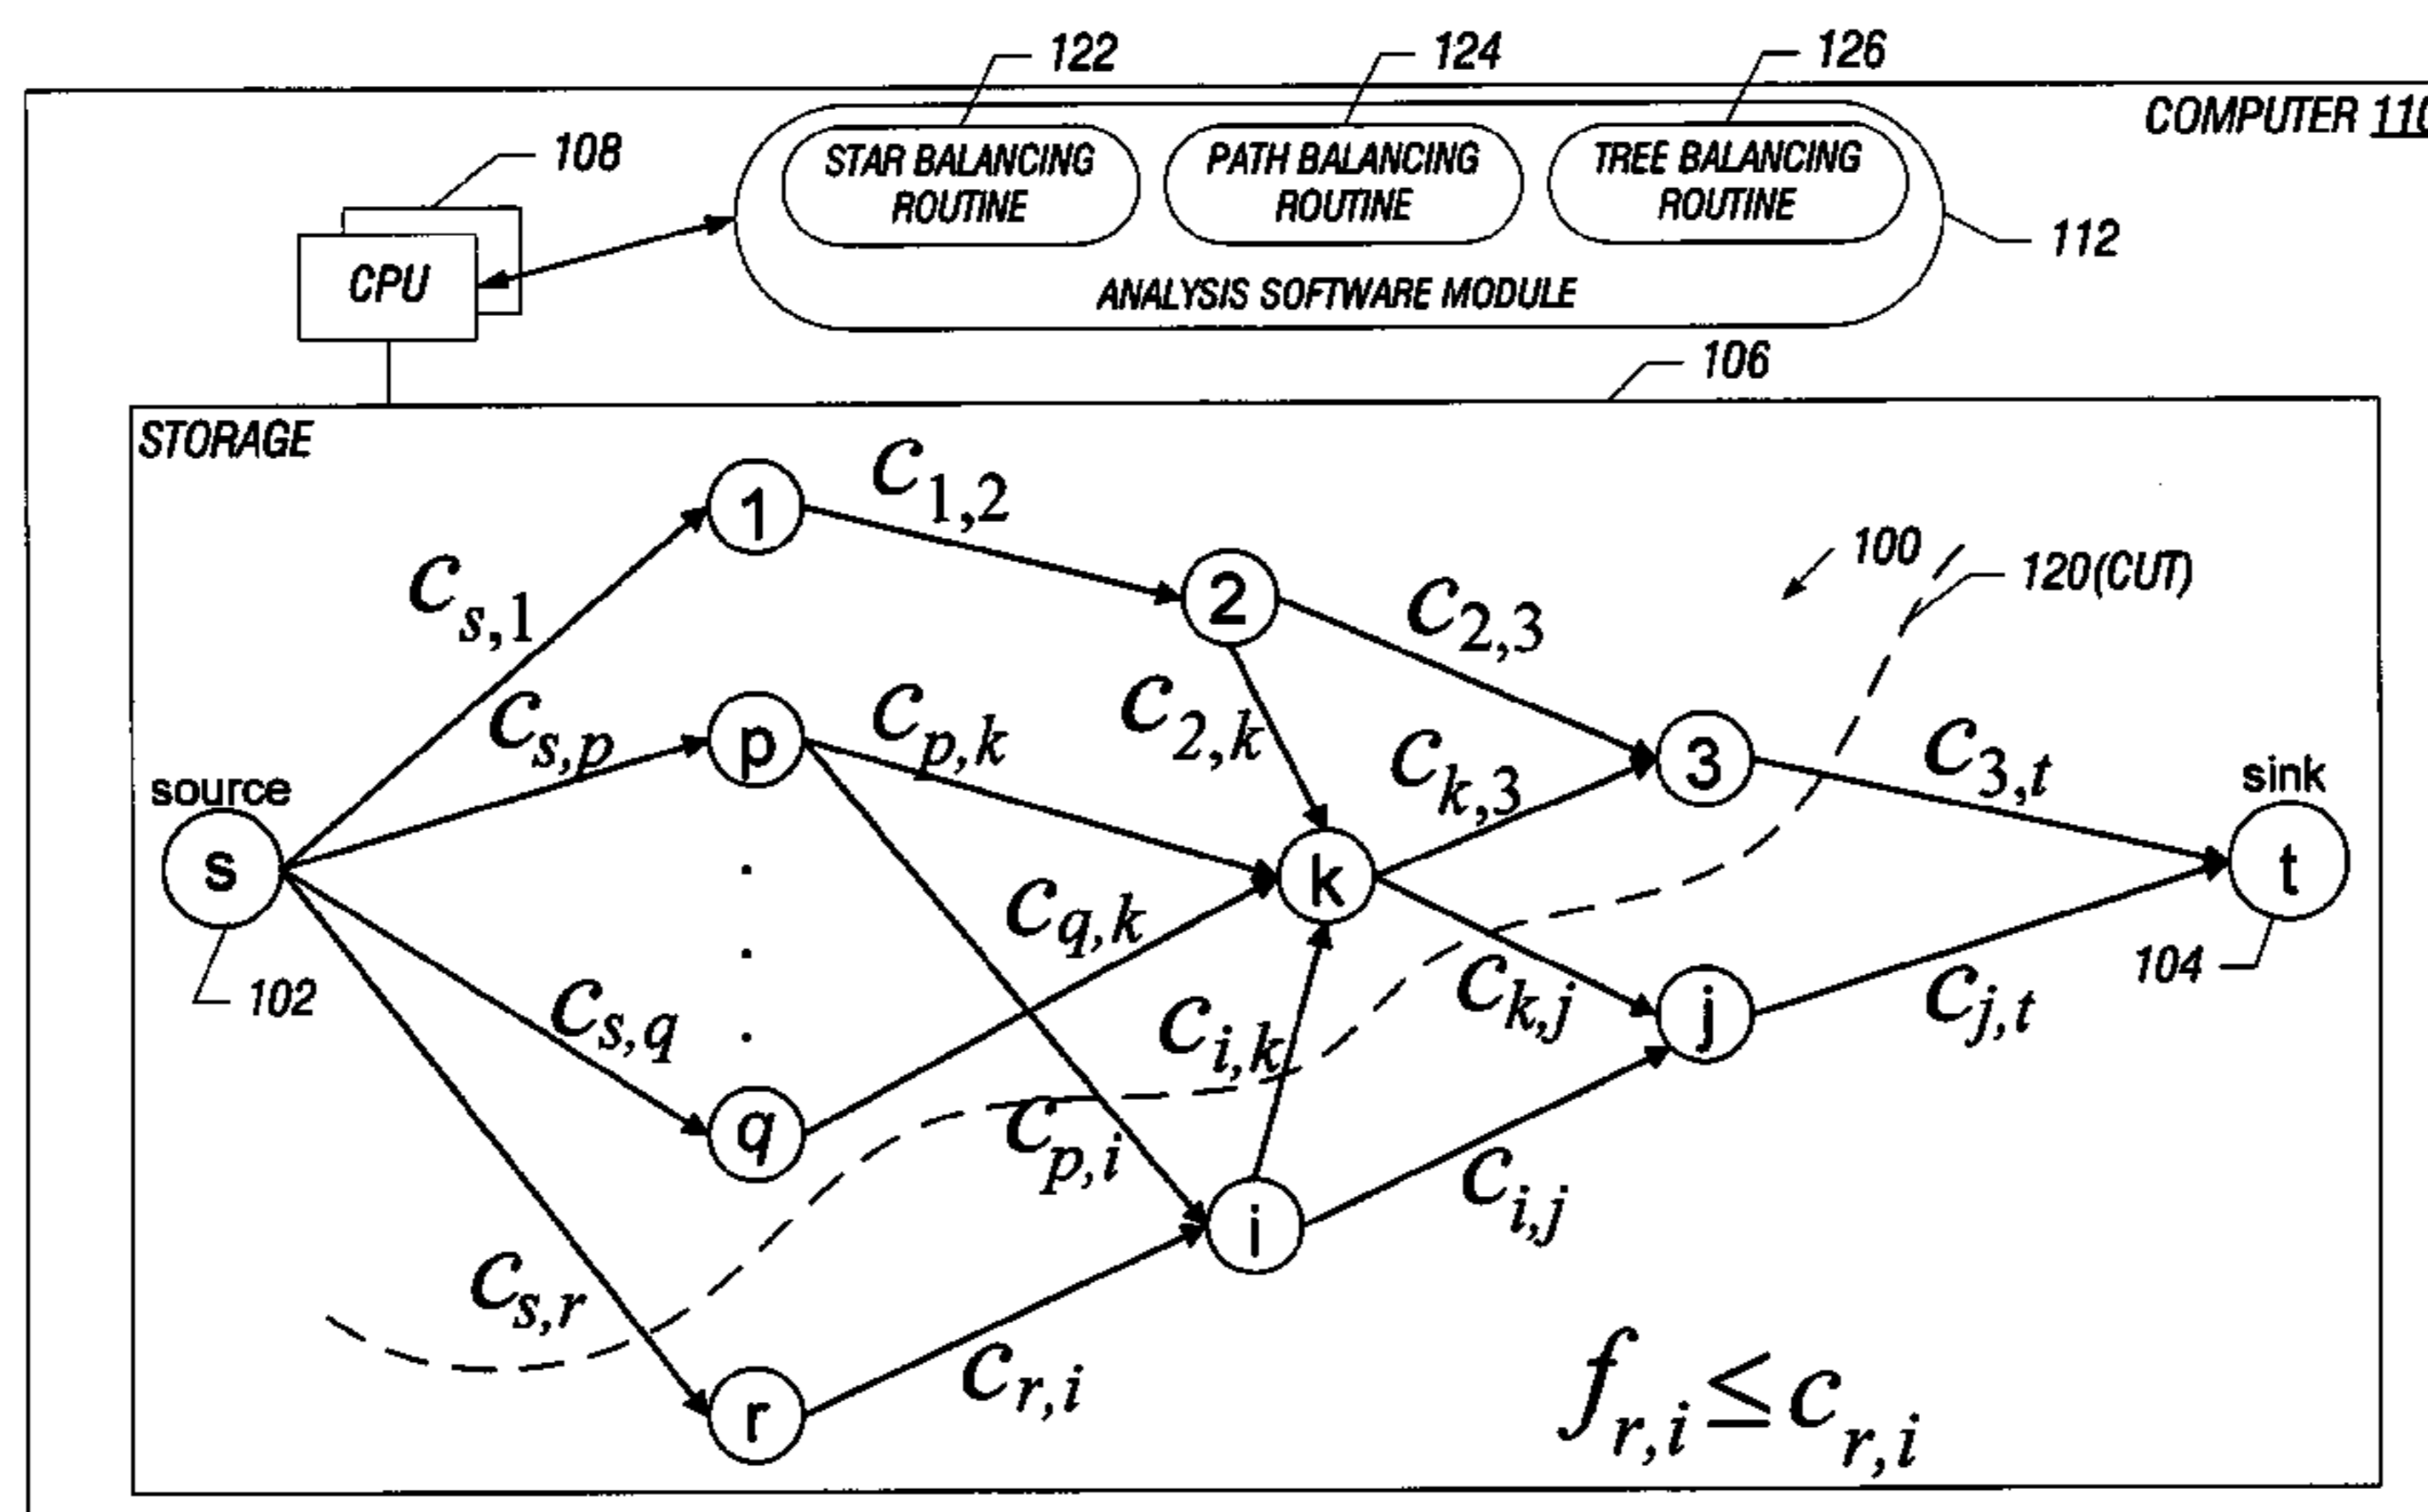 122
124
126
COMPUTER 110
108
STAR BALANCING
ROUTINE
PATH BALANCING
ROUTINE
TREE BALANCING
ROUTINE
112
CPU
ANALYSIS SOFTWARE MODULE
106
STORAGE
c1,2
1
100
120(CUT)
cs,1
2
c2,3
cs,p
p
cp,k
c2,k
ck,3
3
c3,t
source
sink
s
k
t
cq,k
102
cs,q
ci,k
ck,j
j
cj,t
104
q
cp,i
ci,j
i
cs,r
r
cr,i
fr,i≤cr,i